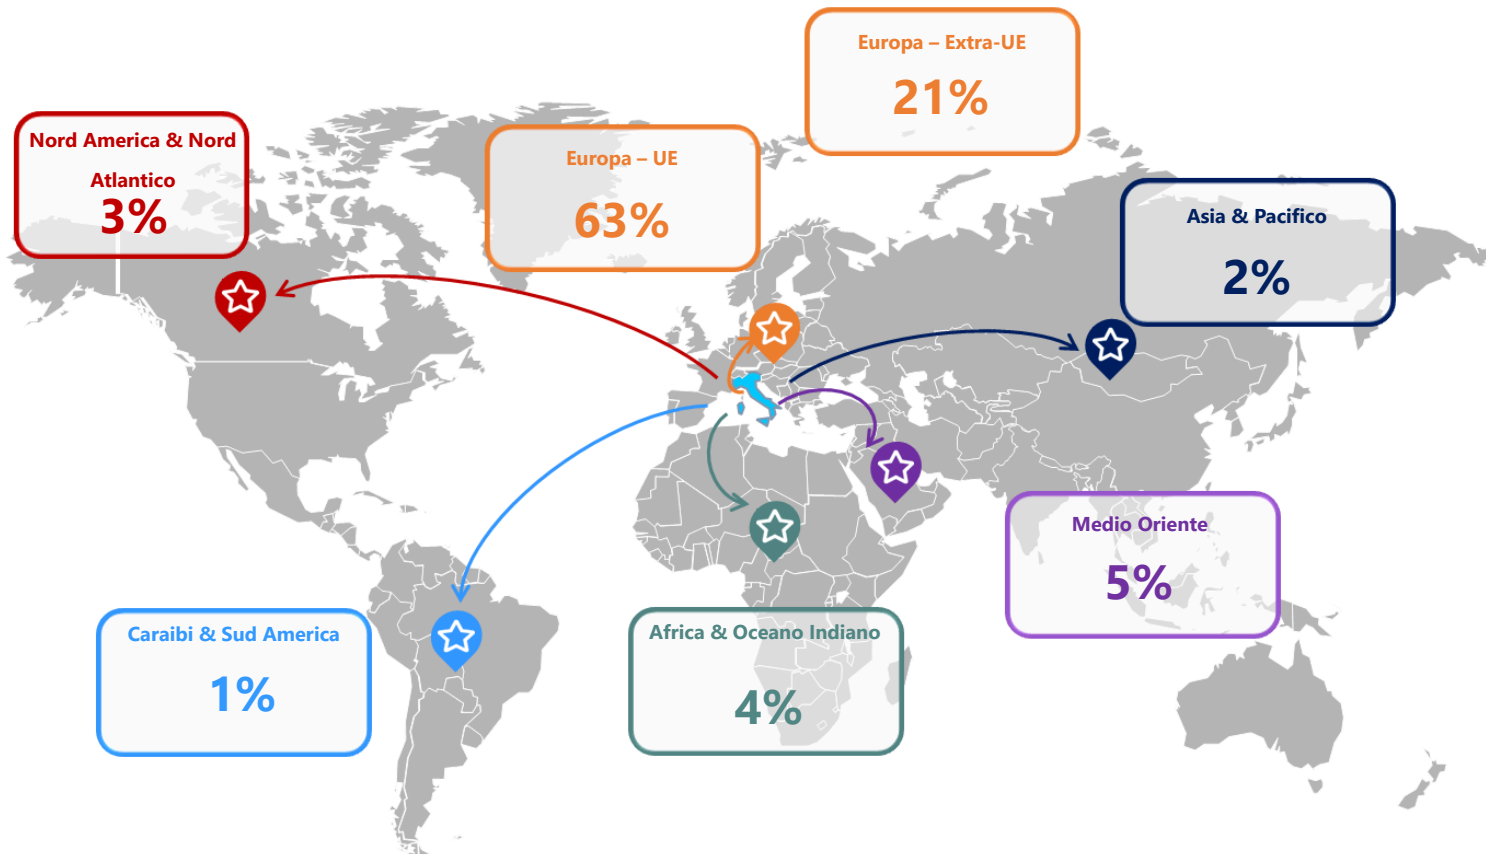 Europa – Extra-UE
21%
Nord America & Nord
Atlantico
3%
Europa – UE
63%
Asia & Pacifico
2%
Medio Oriente
5%
Caraibi & Sud America
1%
Africa & Oceano Indiano
4%